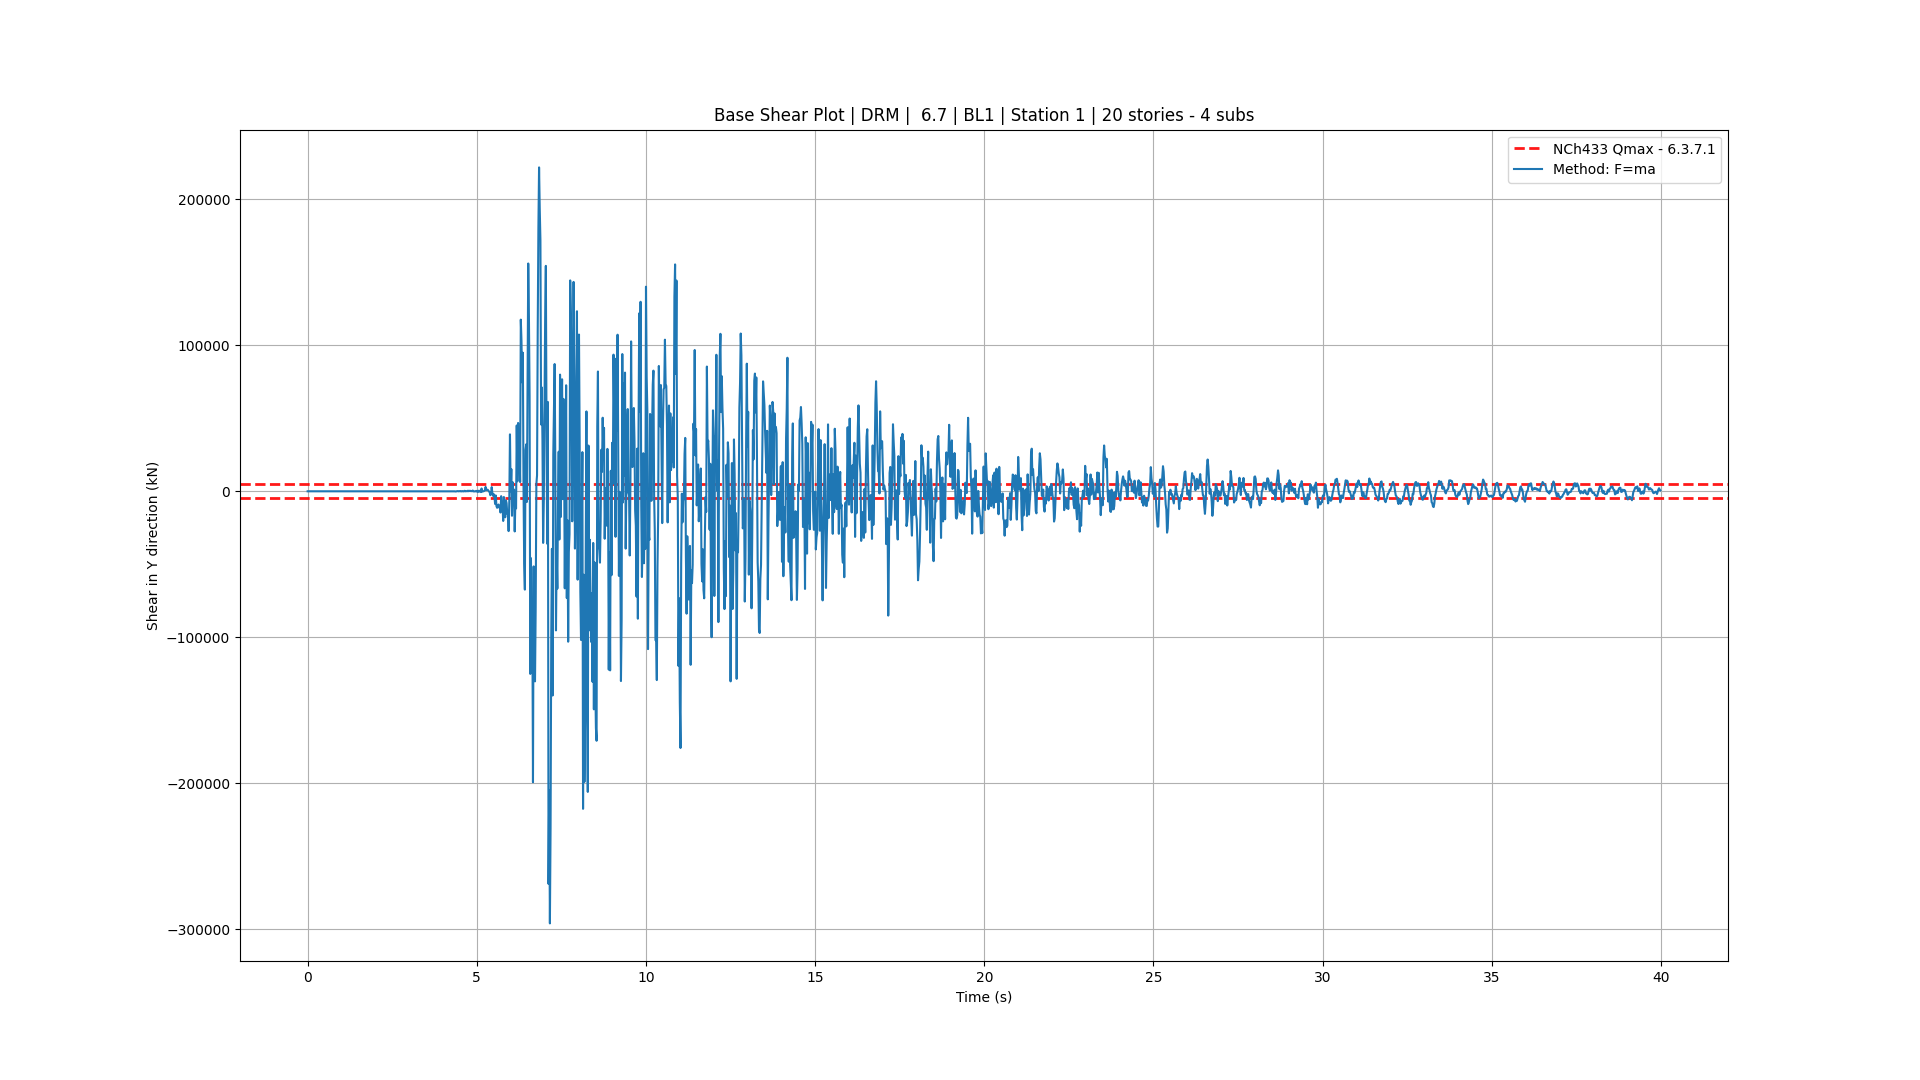 Base Shear Plot | DRM |  6.7 | BL1 | Station 1 | 20 stories - 4 subs
NCh433 Qmax - 6.3.7.1
Method: F=ma
Shear in Y direction (kN)
200000
100000
0
−100000
−200000
−300000
0 5 10 15 20 25 30 35 40
Time (s)